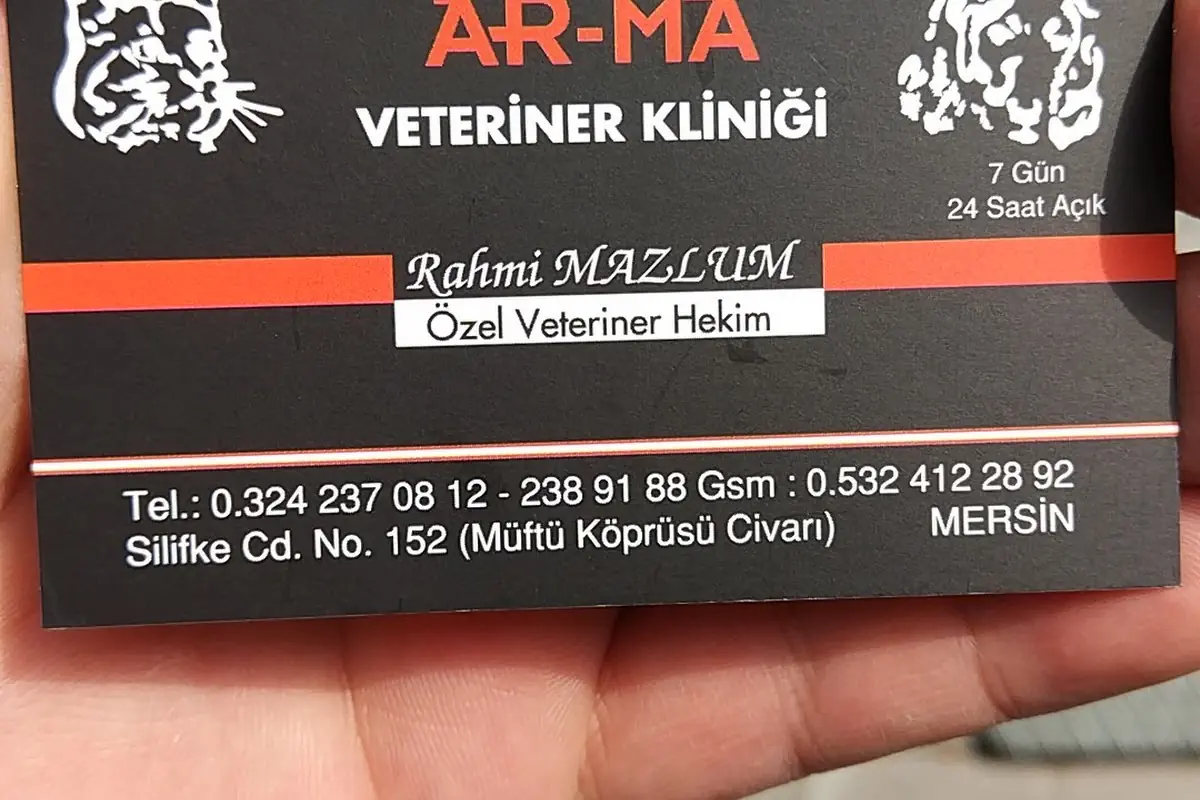 AR-MA
VETERİNER KLİNİĞİ
7 Gün
24 Saat Açık
Rahmi MAZLUM
Özel Veteriner Hekim
Tel.: 0.324 237 08 12 - 238 91 88 Gsm : 0.532 412 28 92
Silifke Cd. No. 152 (Müftü Köprüsü Civarı) MERSİN